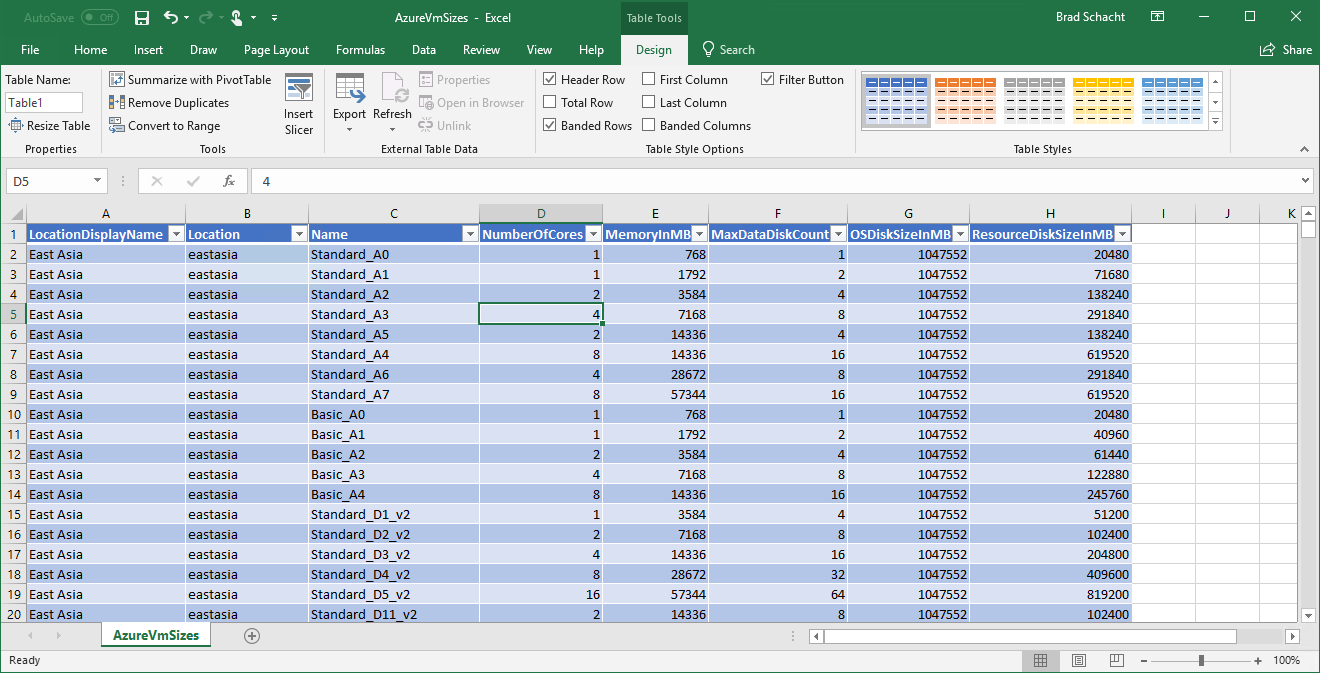 AutoSave Off AzureVmSizes - Excel Table Tools Brad Schacht
File Home Insert Draw Page Layout Formulas Data Review View Help Design Search Share
Table Name:
Table1
Resize Table
Properties
Summarize with PivotTable
Remove Duplicates
Convert to Range
Insert
Slicer
Tools
Export
Refresh
Properties
Open in Browser
Unlink
External Table Data
Header Row First Column Filter Button
Total Row Last Column
Banded Rows Banded Columns
Table Style Options
Table Styles
D5 fx 4
A B C D E F G H I J K
1 LocationDisplayName Location Name NumberOfCores MemoryInMB MaxDataDiskCount OSDiskSizeInMB ResourceDiskSizeInMB
2 East Asia eastasia Standard_A0 1 768 1 1047552 20480
3 East Asia eastasia Standard_A1 1 1792 2 1047552 71680
4 East Asia eastasia Standard_A2 2 3584 4 1047552 138240
5 East Asia eastasia Standard_A3 4 7168 8 1047552 291840
6 East Asia eastasia Standard_A5 2 14336 4 1047552 138240
7 East Asia eastasia Standard_A4 8 14336 16 1047552 619520
8 East Asia eastasia Standard_A6 4 28672 8 1047552 291840
9 East Asia eastasia Standard_A7 8 57344 16 1047552 619520
10 East Asia eastasia Basic_A0 1 768 1 1047552 20480
11 East Asia eastasia Basic_A1 1 1792 2 1047552 40960
12 East Asia eastasia Basic_A2 2 3584 4 1047552 61440
13 East Asia eastasia Basic_A3 4 7168 8 1047552 122880
14 East Asia eastasia Basic_A4 8 14336 16 1047552 245760
15 East Asia eastasia Standard_D1_v2 1 3584 4 1047552 51200
16 East Asia eastasia Standard_D2_v2 2 7168 8 1047552 102400
17 East Asia eastasia Standard_D3_v2 4 14336 16 1047552 204800
18 East Asia eastasia Standard_D4_v2 8 28672 32 1047552 409600
19 East Asia eastasia Standard_D5_v2 16 57344 64 1047552 819200
20 East Asia eastasia Standard_D11_v2 2 14336 8 1047552 102400
AzureVmSizes
Ready 100%